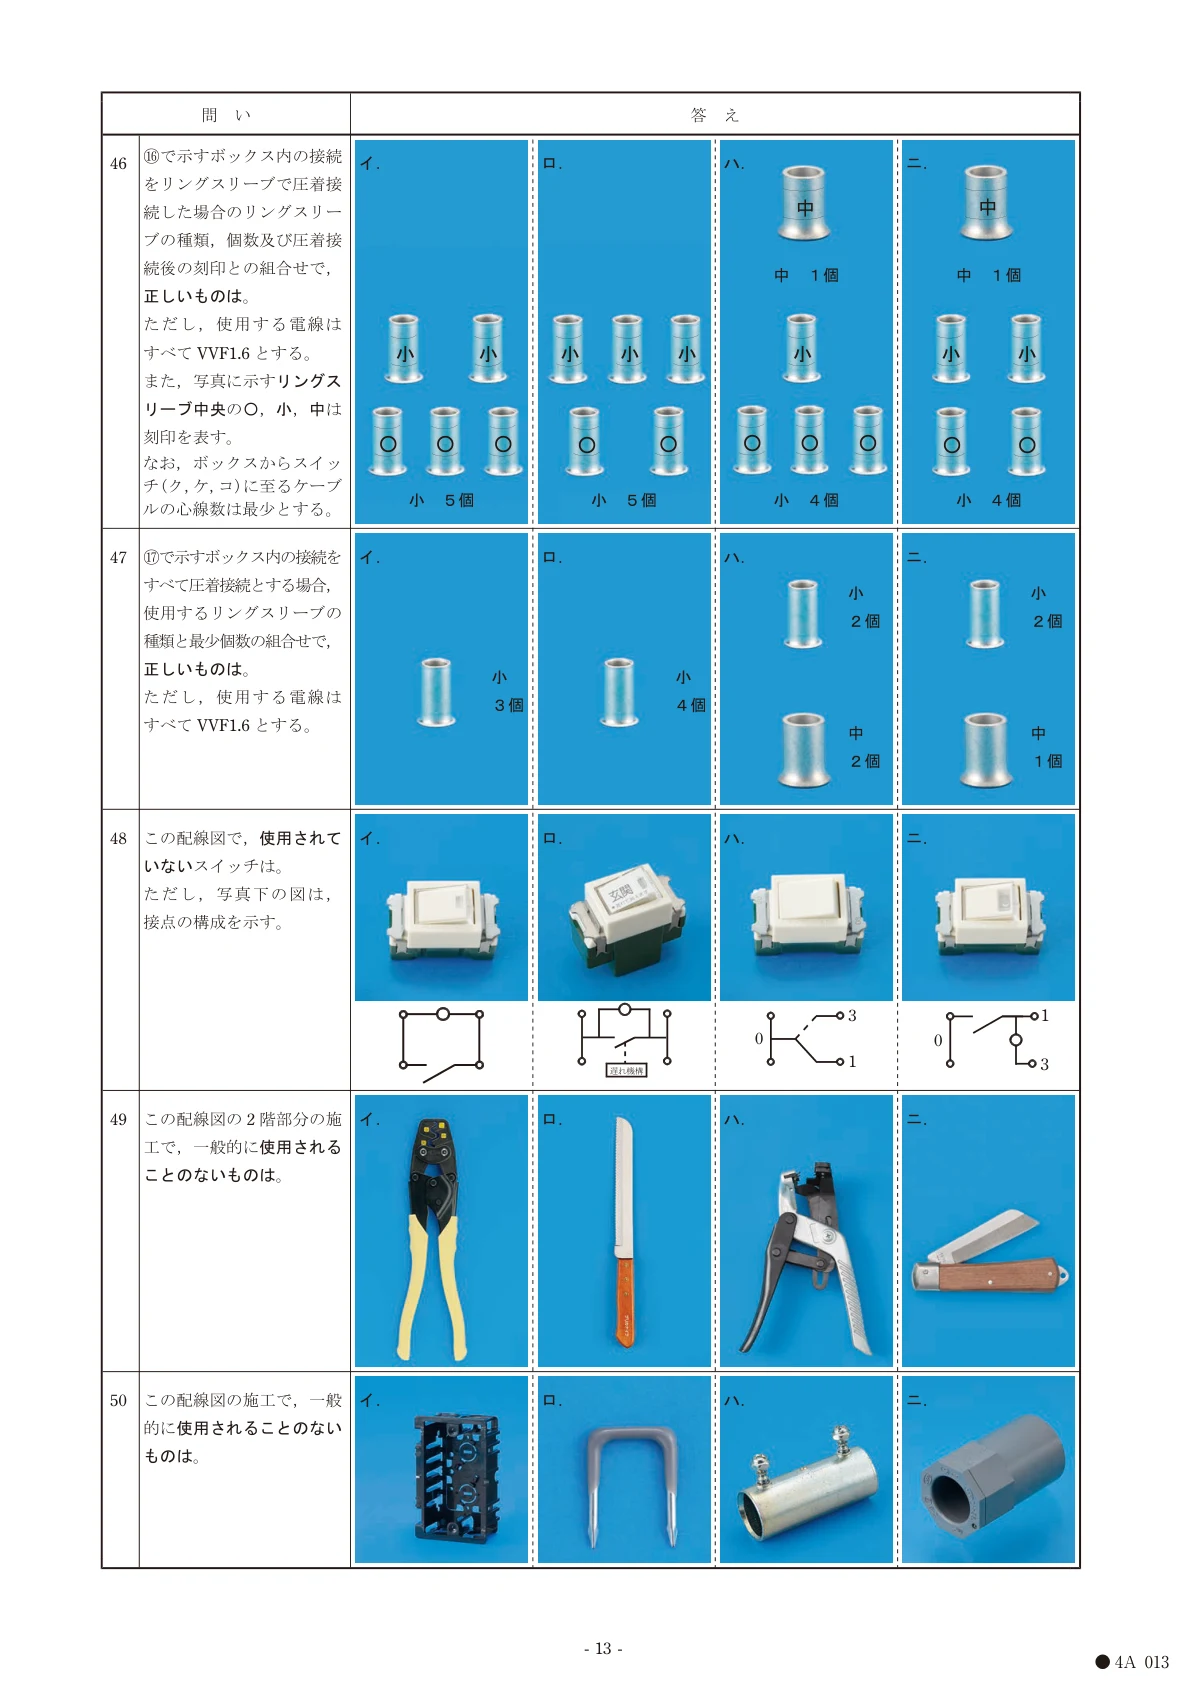 問　い
答　え
46
⑯で示すボックス内の接続
をリングスリーブで圧着接
続した場合のリングスリー
ブの種類，個数及び圧着接
続後の刻印との組合せで，
正しいものは。
ただし，使用する電線は
すべて VVF1.6 とする。
また，写真に示すリングス
リーブ中央の〇，小，中は
刻印を表す。
なお，ボックスからスイッ
チ(ク,ケ,コ)に至るケーブ
ルの心線数は最少とする。
イ.
小 小
〇 〇 〇
小　5個
ロ.
小 小 小
〇 〇
小　5個
ハ.
中
中　1個
小
〇 〇 〇
小　4個
ニ.
中
中　1個
小 小
〇 〇
小　4個
47
⑰で示すボックス内の接続を
すべて圧着接続とする場合，
使用するリングスリーブの
種類と最少個数の組合せで，
正しいものは。
ただし，使用する電線は
すべて VVF1.6 とする。
イ.
小
3個
ロ.
小
4個
ハ.
小
2個
中
2個
ニ.
小
2個
中
1個
48
この配線図で，使用されて
いないスイッチは。
ただし，写真下の図は，
接点の構成を示す。
イ.
ロ.
玄関
遅れ機構
ハ.
0
3
1
ニ.
0
1
3
49
この配線図の 2 階部分の施
工で，一般的に使用される
ことのないものは。
イ.
ロ.
ハ.
ニ.
50
この配線図の施工で，一般
的に使用されることのない
ものは。
イ.
ロ.
ハ.
ニ.
- 13 -
●4A 013